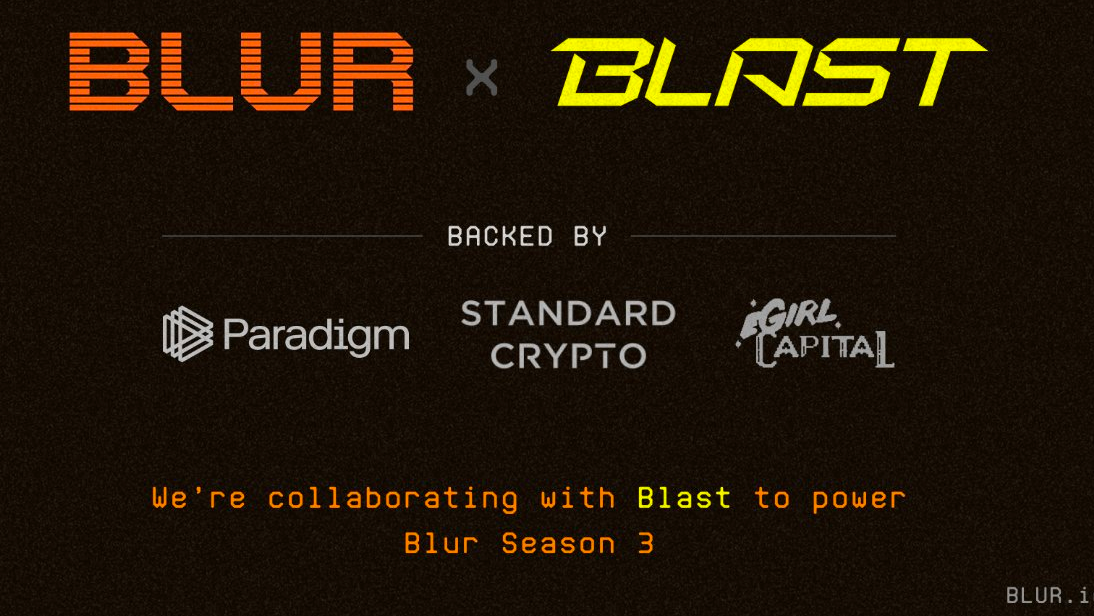 BLUR x BLAST
BACKED BY
Paradigm
STANDARD
CRYPTO
eGIRL
CAPITAL
We're collaborating with Blast to power
Blur Season 3
BLUR.i